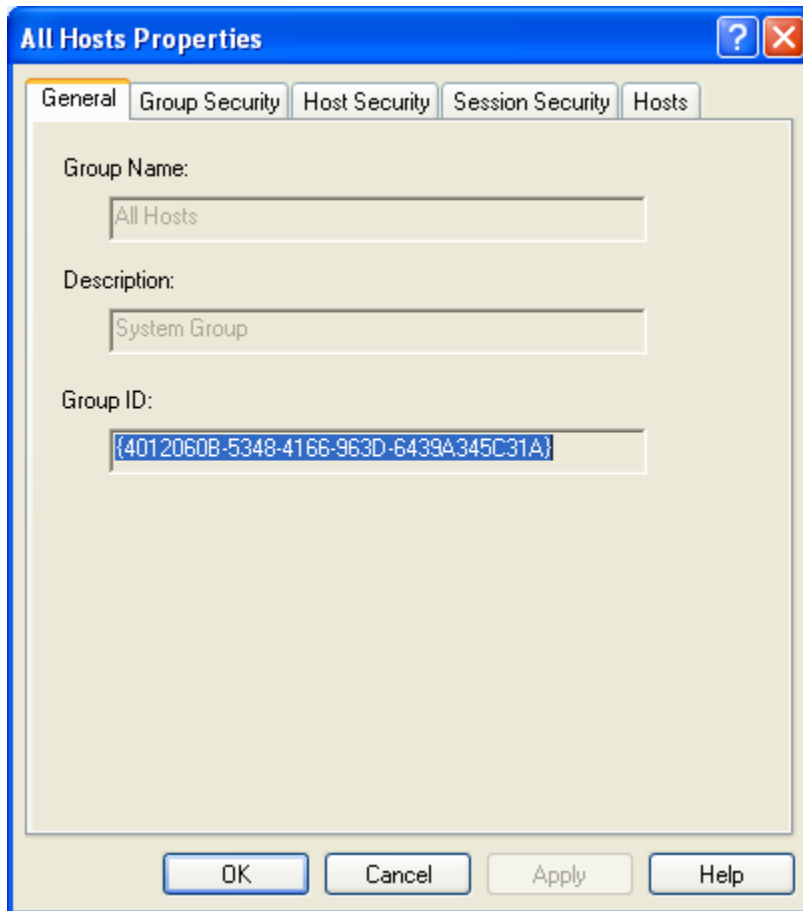 All Hosts Properties
General Group Security Host Security Session Security Hosts
Group Name:
All Hosts
Description:
System Group
Group ID:
{4012060B-5348-4166-963D-6439A345C31A}
OK Cancel Apply Help